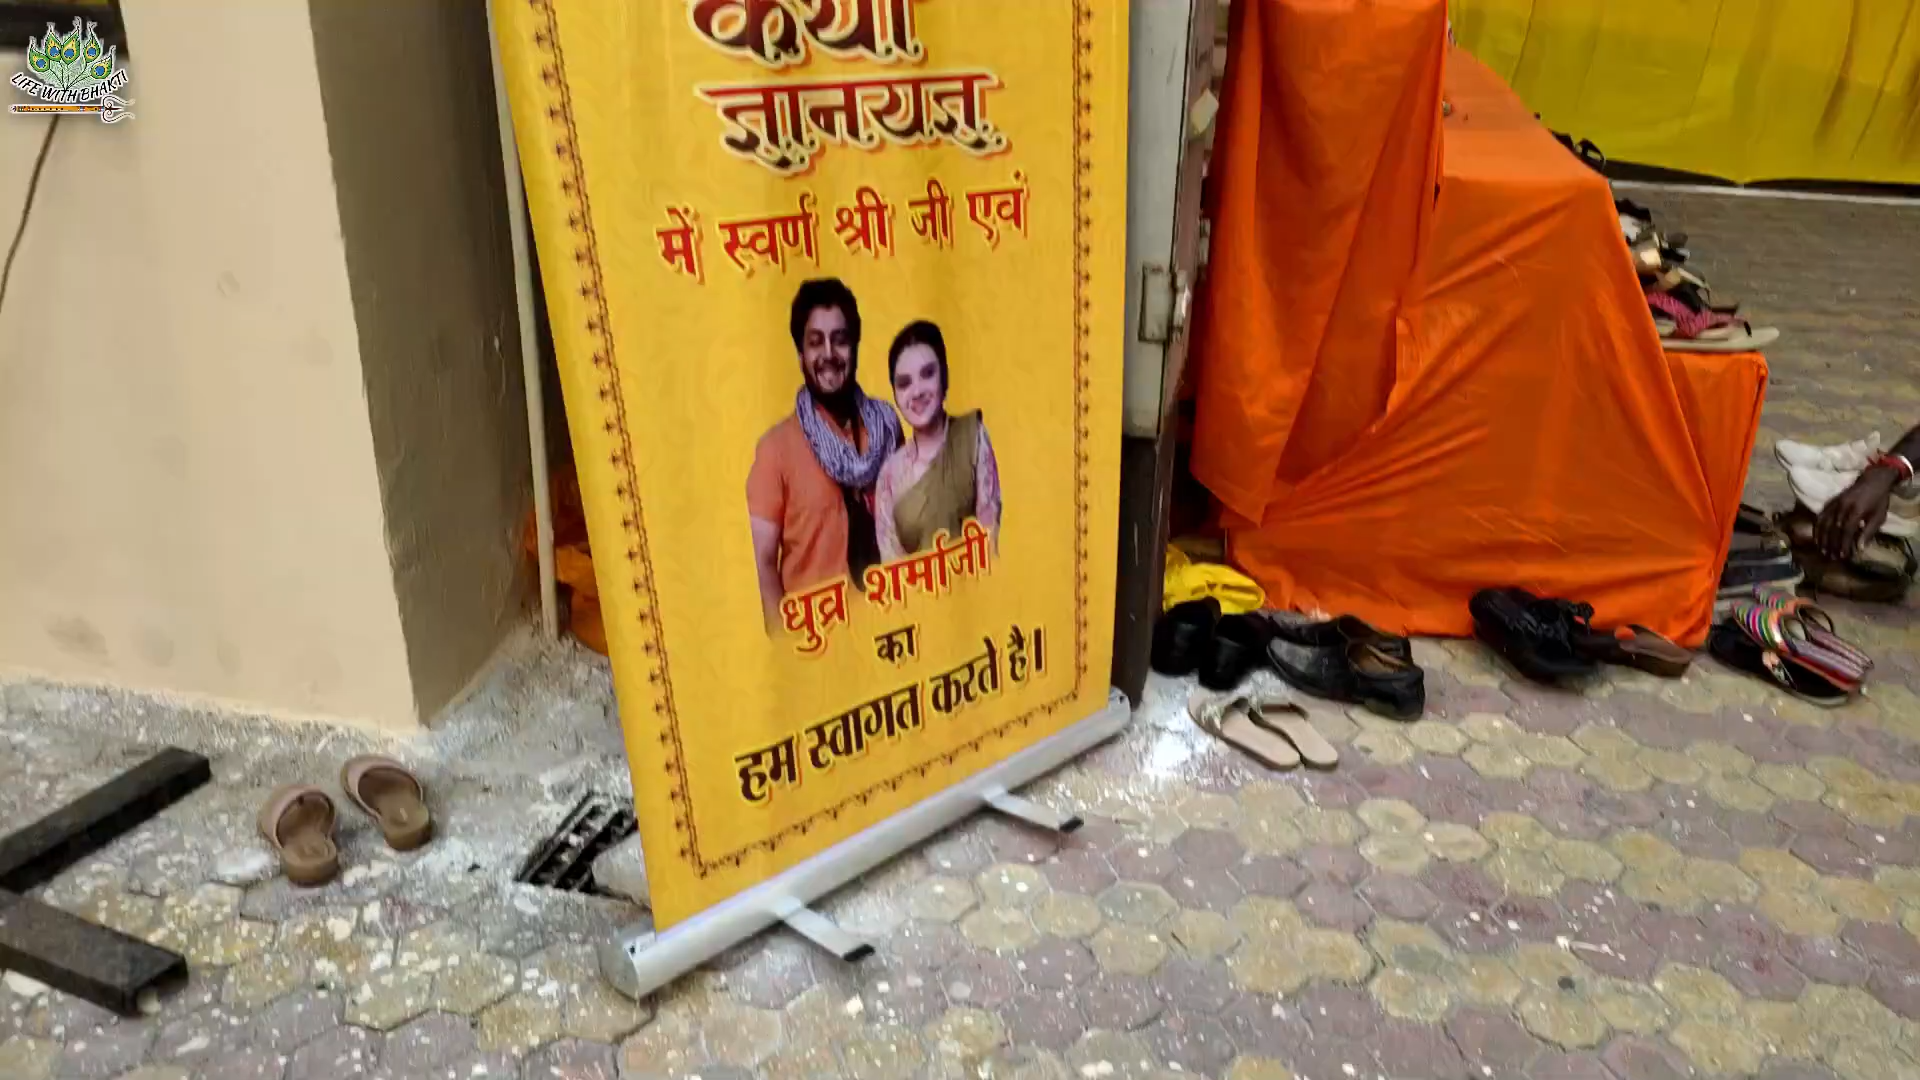 LIFE WITH BHAKTI
कथा
ज्ञानयज्ञ
में स्वर्ण श्री जी एवं
धुव्र शर्माजी
का
हम स्वागत करते है।